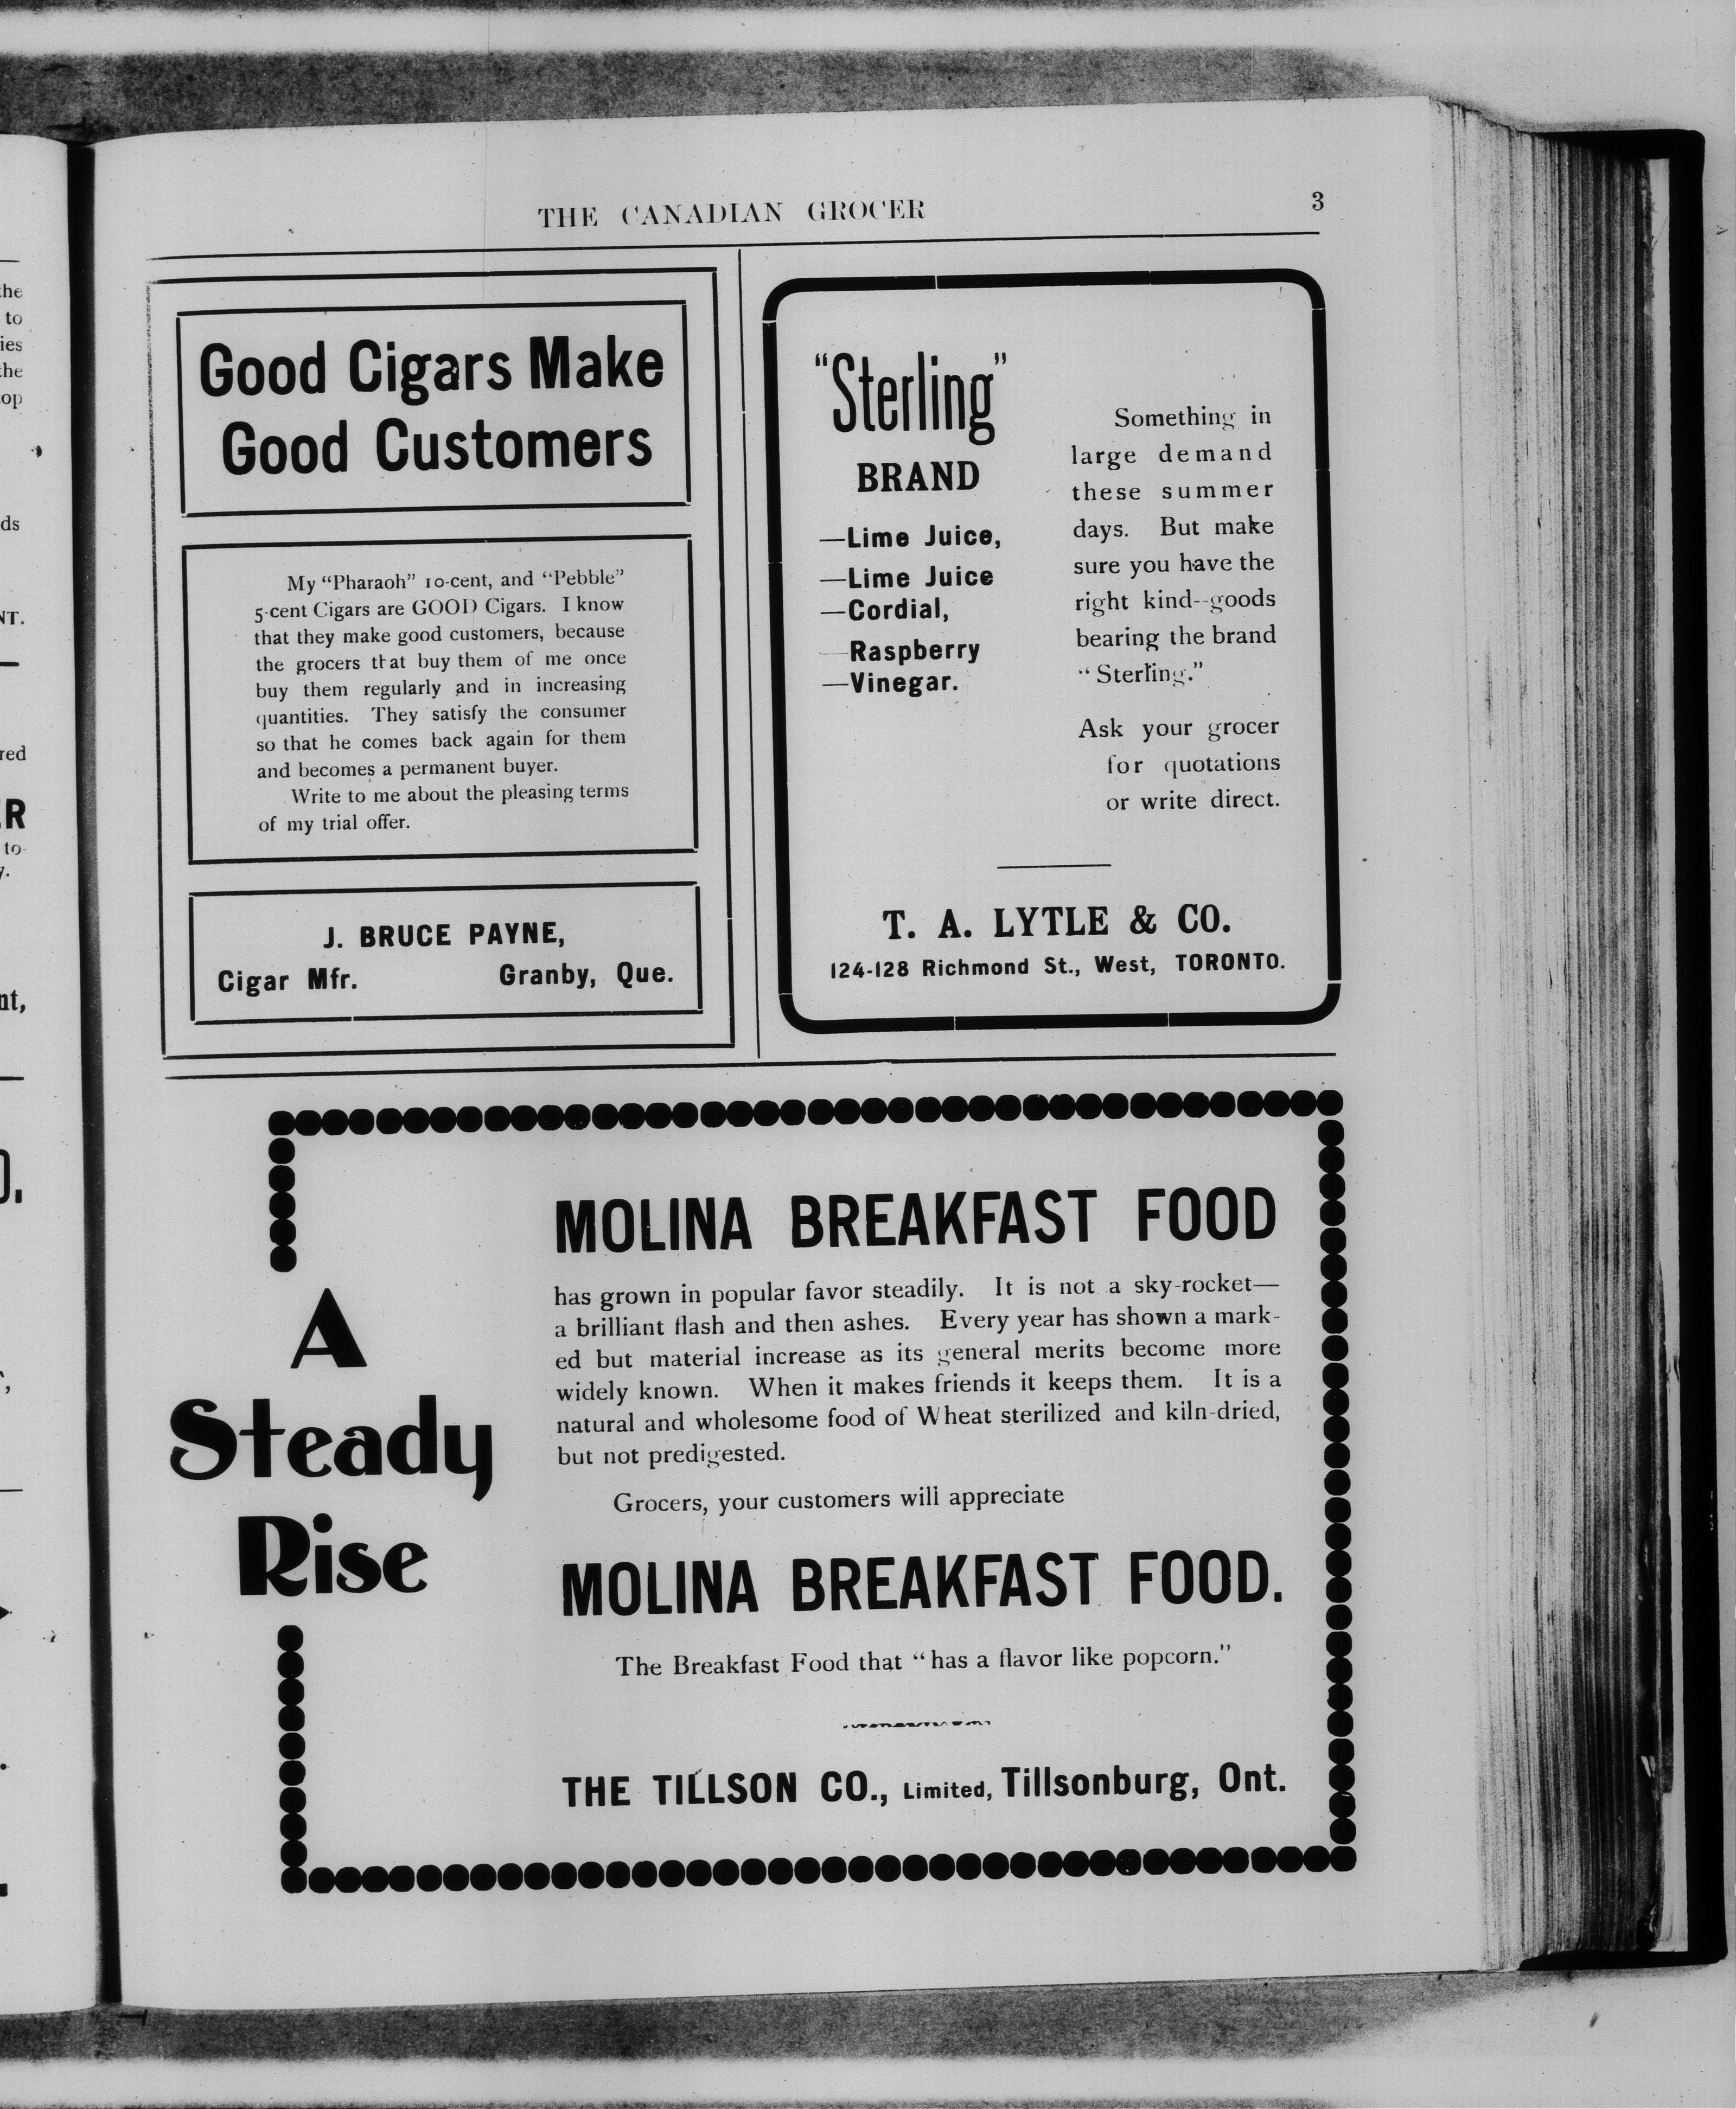 THE CANADIAN GROCER
3
Good Cigars Make
Good Customers
My "Pharaoh" 10-cent, and "Pebble"
5-cent Cigars are GOOD Cigars. I know
that they make good customers, because
the grocers that buy them of me once
buy them regularly and in increasing
quantities. They satisfy the consumer
so that he comes back again for them
and becomes a permanent buyer.
Write to me about the pleasing terms
of my trial offer.
J. BRUCE PAYNE,
Cigar Mfr. Granby, Que.
"Sterling"
BRAND
—Lime Juice,
—Lime Juice
—Cordial,
—Raspberry
—Vinegar.
Something in
large demand
these summer
days. But make
sure you have the
right kind--goods
bearing the brand
"Sterling."
Ask your grocer
for quotations
or write direct.
T. A. LYTLE & CO.
124-128 Richmond St., West, TORONTO.
A
Steady
Rise
MOLINA BREAKFAST FOOD
has grown in popular favor steadily. It is not a sky-rocket—
a brilliant flash and then ashes. Every year has shown a mark-
ed but material increase as its general merits become more
widely known. When it makes friends it keeps them. It is a
natural and wholesome food of Wheat sterilized and kiln-dried,
but not predigested.
Grocers, your customers will appreciate
MOLINA BREAKFAST FOOD.
The Breakfast Food that "has a flavor like popcorn."
THE TILLSON CO., Limited, Tillsonburg, Ont.